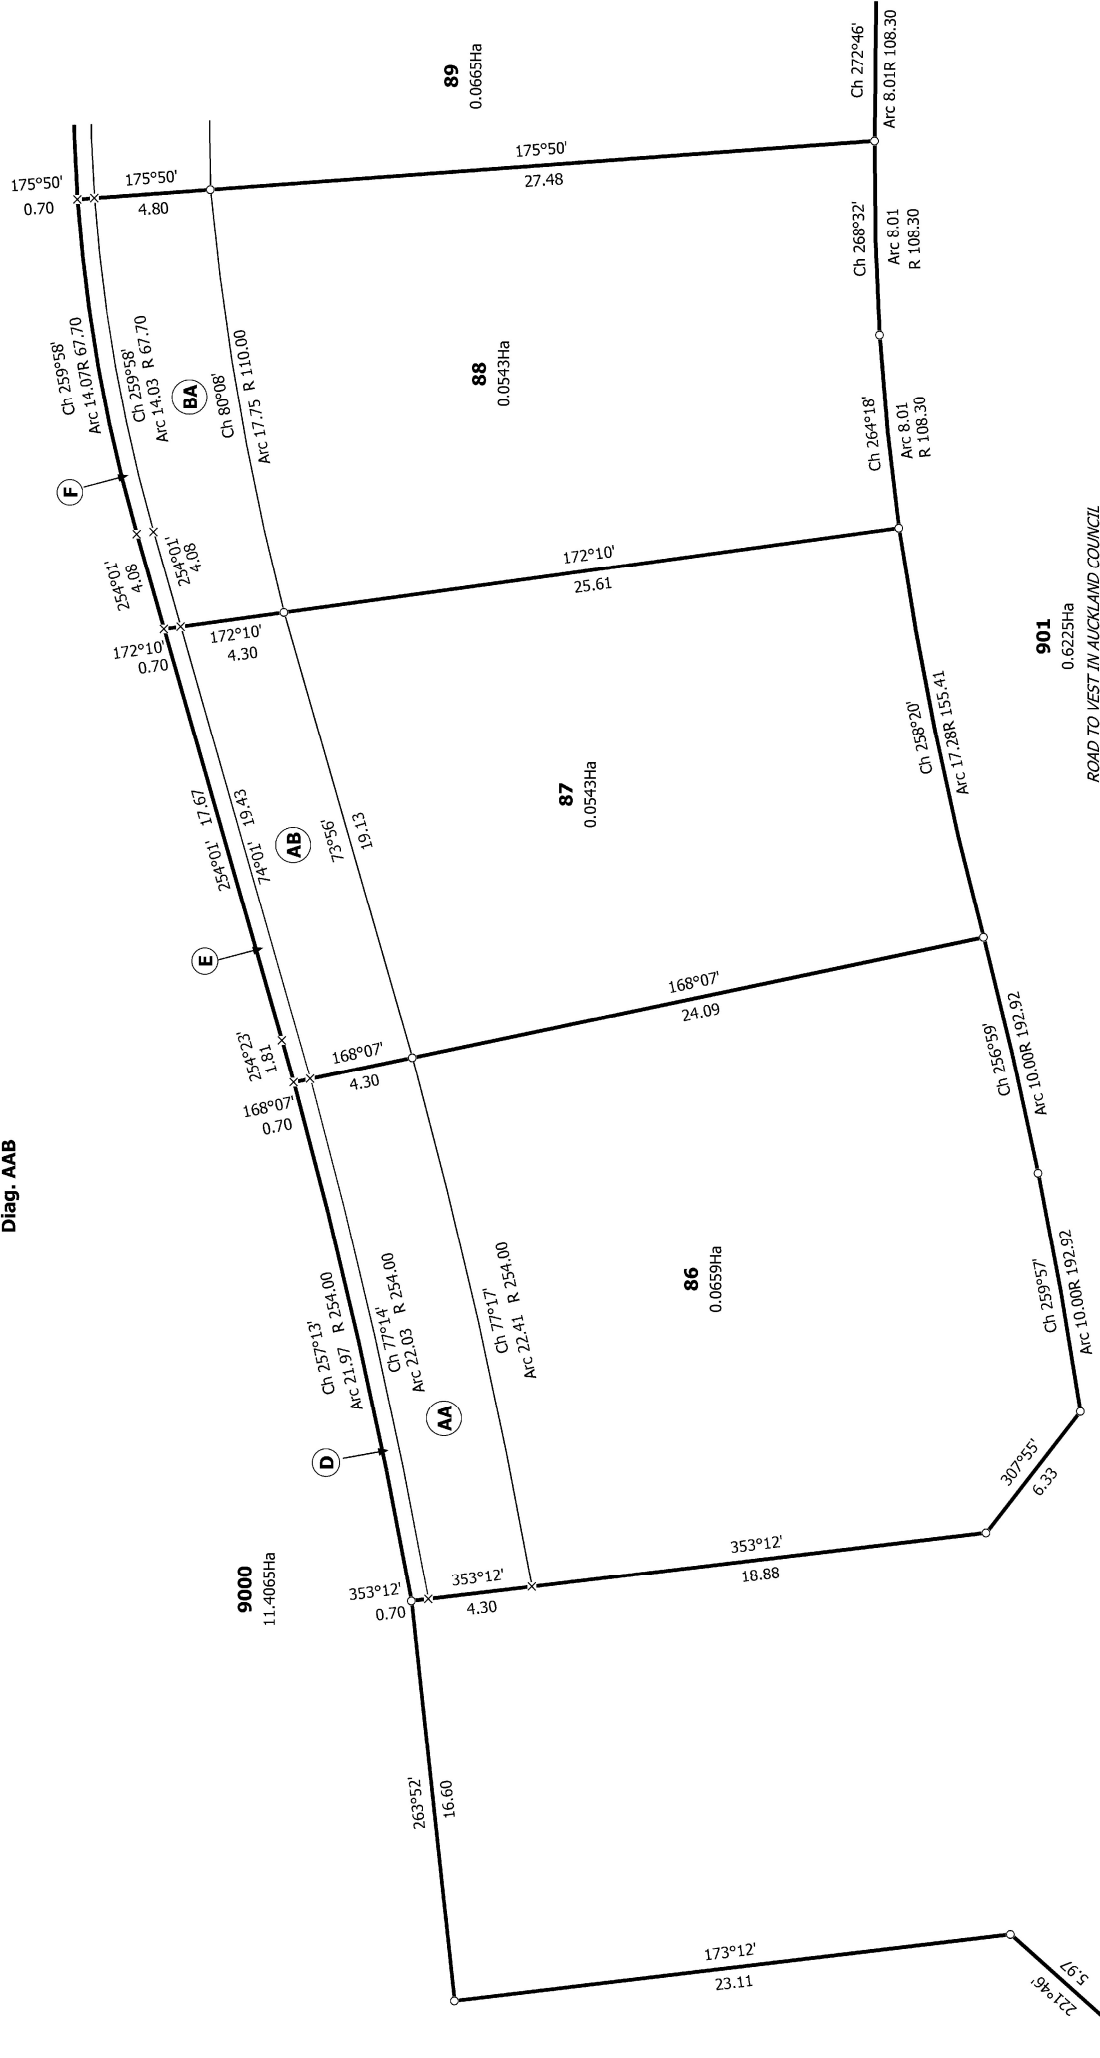 Diag. AAB
175°50'
0.70
175°50'
4.80
89
0.0665Ha
175°50'
27.48
Ch 272°46'
Arc 8.01R 108.30
Ch 259°58'
Arc 14.07R 67.70
Ch 259°58'
Arc 14.03 R 67.70
BA
Ch 80°08'
Arc 17.75 R 110.00
88
0.0543Ha
Ch 268°32'
Arc 8.01
R 108.30
Ch 264°18'
Arc 8.01
R 108.30
F
254°01'
4.08
254°01'
4.08
172°10'
0.70
172°10'
4.30
172°10'
25.61
901
0.6225Ha
ROAD TO VEST IN AUCKLAND COUNCIL
254°01' 17.67
74°01' 19.43
AB
73°56'
19.13
87
0.0543Ha
Ch 258°20'
Arc 17.28R 155.41
E
254°23'
1.81
168°07'
0.70
168°07'
4.30
168°07'
24.09
Ch 256°59'
Arc 10.00R 192.92
Ch 257°13'
Arc 21.97 R 254.00
Ch 77°14'
Arc 22.03 R 254.00
AA
Ch 77°17'
Arc 22.41 R 254.00
86
0.0659Ha
Ch 259°57'
Arc 10.00R 192.92
D
307°55'
6.33
9000
11.4065Ha
353°12'
0.70
353°12'
4.30
353°12'
18.88
263°52'
16.60
173°12'
23.11
221°46'
5.97